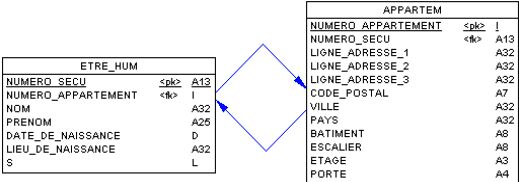 ETRE_HUM
NUMERO_SECU <pk> A13
NUMERO_APPARTEMENT <fk> I
NOM A32
PRENOM A25
DATE_DE_NAISSANCE D
LIEU_DE_NAISSANCE A32
S L
APPARTEM
NUMERO_APPARTEMENT <pk> I
NUMERO_SECU <fk> A13
LIGNE_ADRESSE_1 A32
LIGNE_ADRESSE_2 A32
LIGNE_ADRESSE_3 A32
CODE_POSTAL A7
VILLE A32
PAYS A32
BATIMENT A8
ESCALIER A8
ETAGE A3
PORTE A4